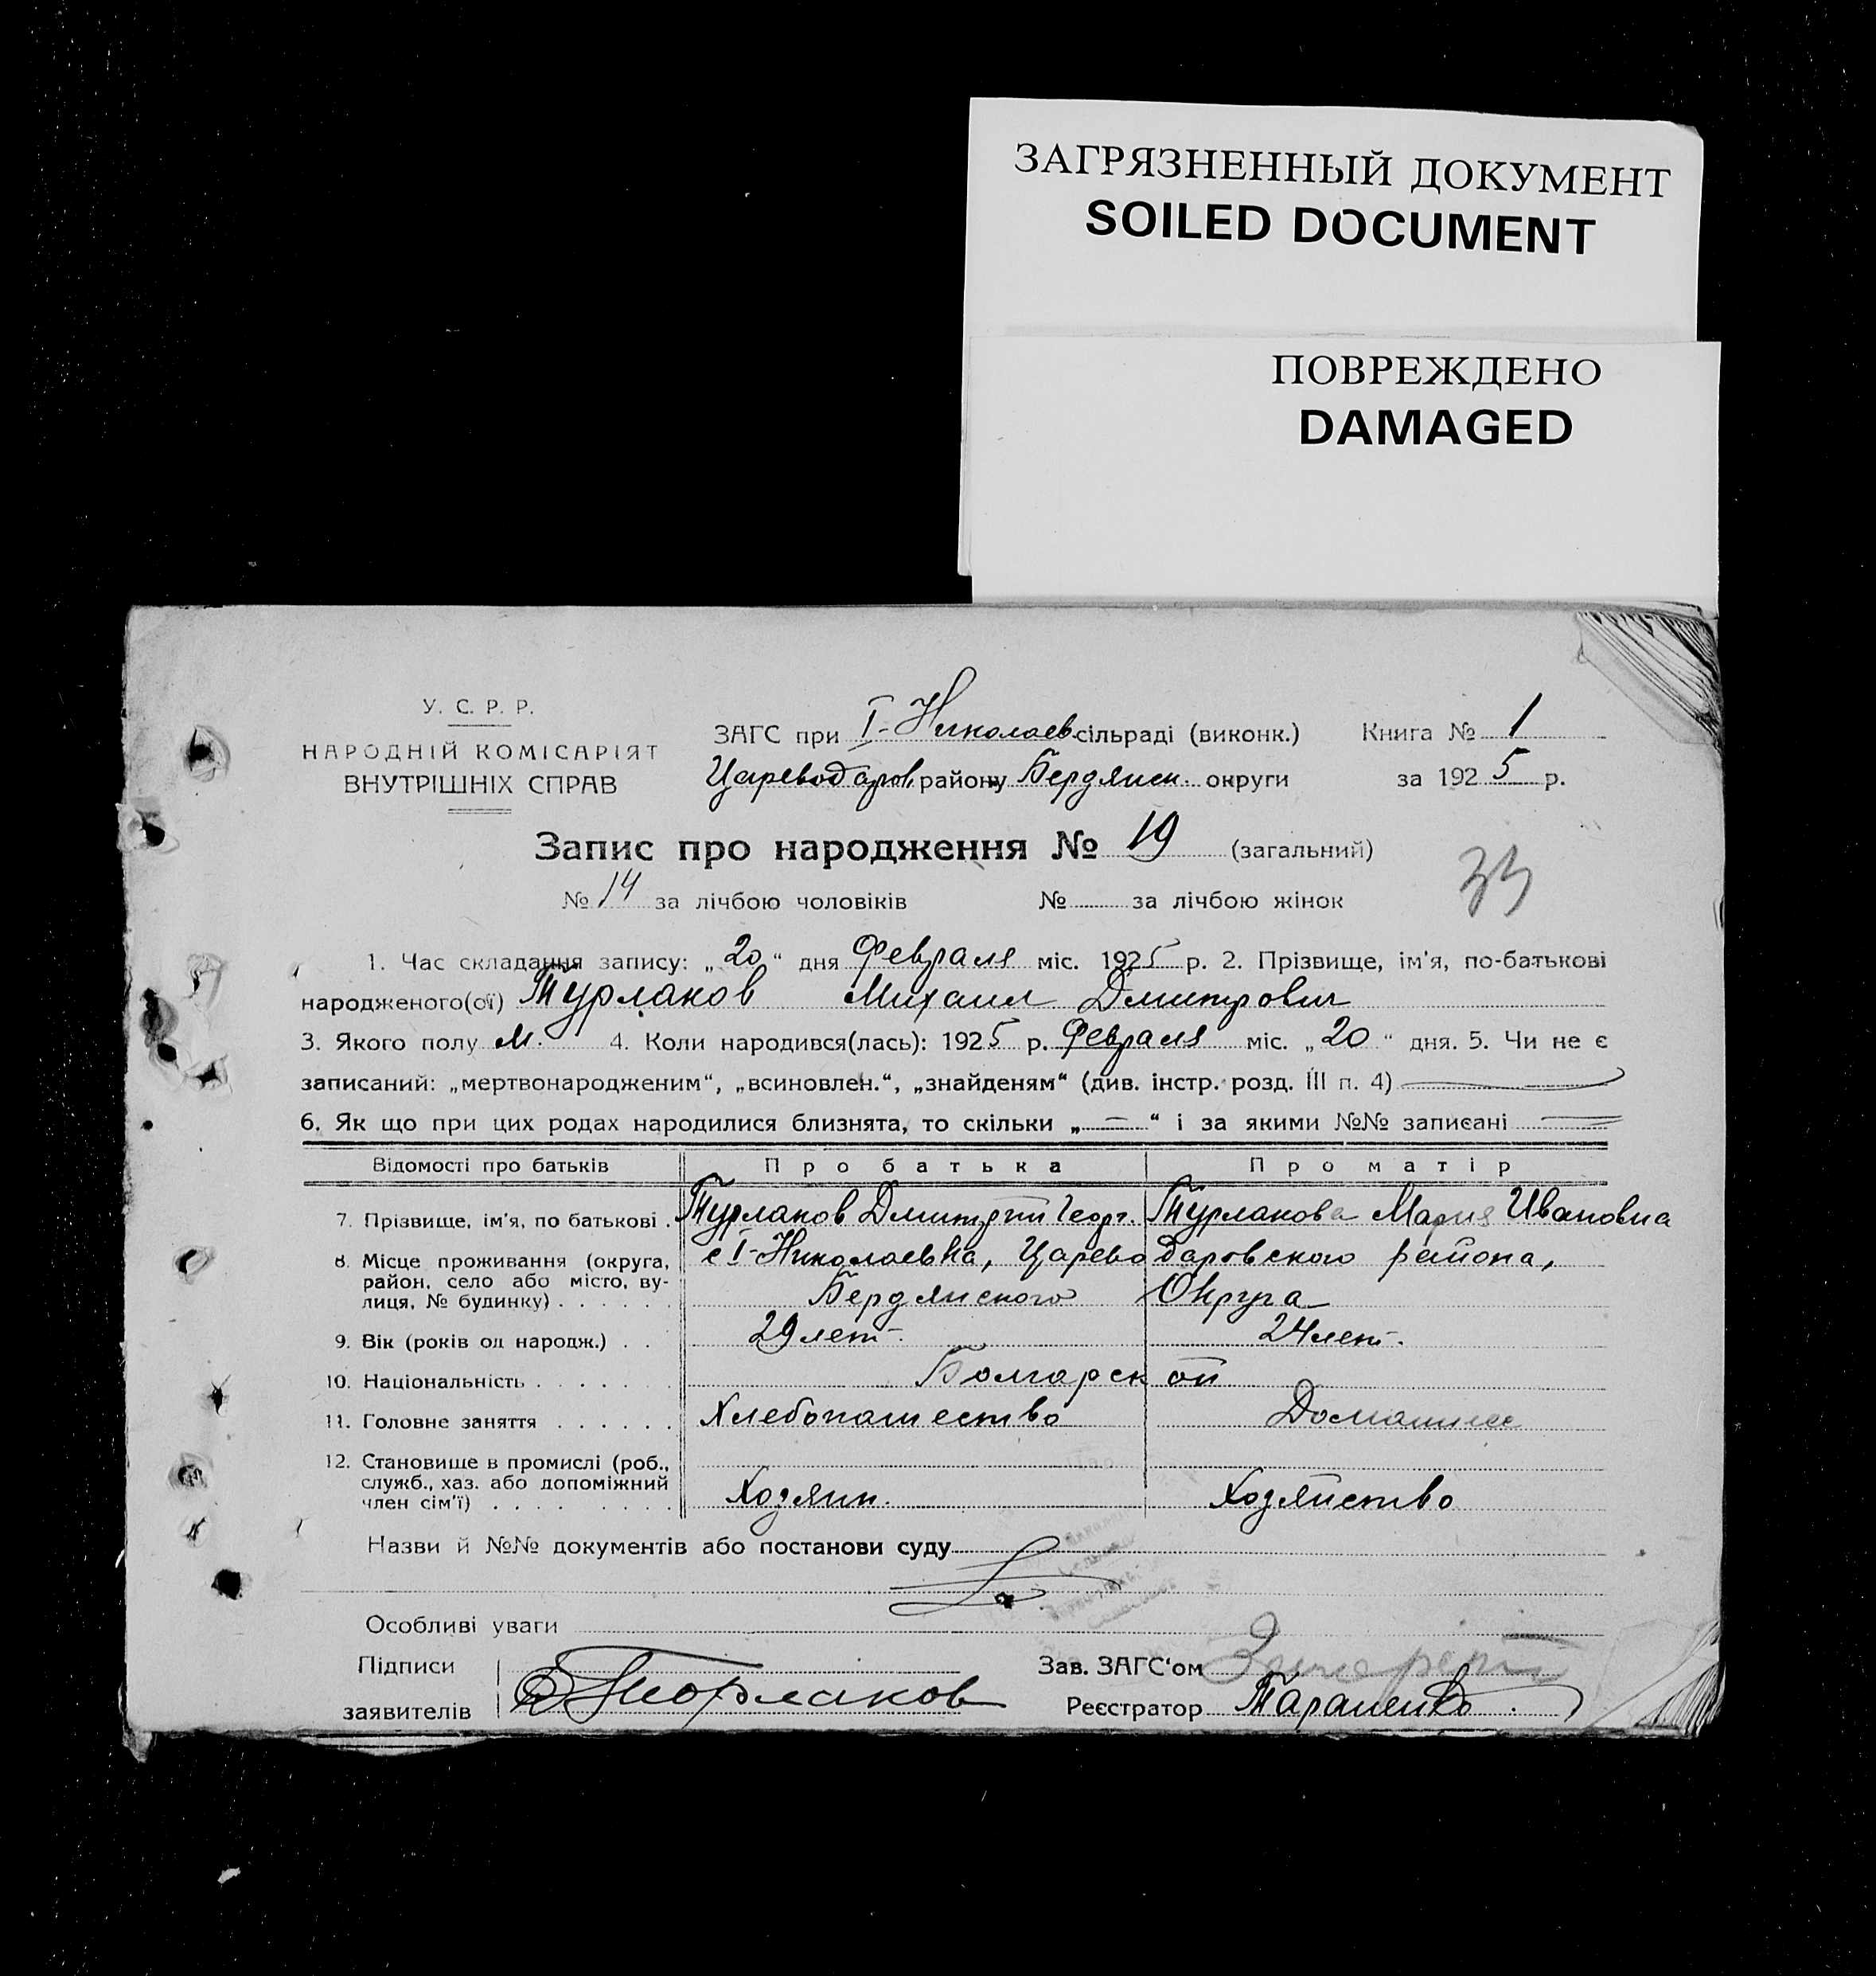 ЗАГРЯЗНЕННЫЙ ДОКУМЕНТ
SOILED DOCUMENT
ПОВРЕЖДЕНО
DAMAGED
У. С. Р. Р.
НАРОДНІЙ КОМІСАРІЯТ
ВНУТРІШНІХ СПРАВ
ЗАГС при I-Николаев. сільраді (виконк.) Книга № 1
Цареводаров району Бердянск. округи за 1925 р.
Запис про народження № 19 (загальний)
33
№ 14 за лічбою чоловіків № за лічбою жінок
1. Час складання запису: „20“ дня Февраля міс. 1925 р. 2. Прізвище, ім'я, по-батькові
народженого(ої) Турлаков Михаил Дмитрович
3. Якого полу М. 4. Коли народився(лась): 1925 р. Февраля міс. „20“ дня. 5. Чи не є
записаний: „мертвонародженим“, „всиновлен.“, „знайденям“ (див. інстр. розд. III п. 4)
6. Як що при цих родах народилися близнята, то скільки „—“ і за якими №№ записані
Відомості про батьків Про батька Про матір
7. Прізвище, ім'я, по батькові . Турлаков Дмитрий Георг. Турлакова Мария Ивановна
8. Місце проживання (округа, с I-Николаевка, Цареводаровского района,
район, село або місто, ву-
лиця, № будинку) . . . . . . Бердянского Округа
9. Вік (років од народж.) . . 29 лет. 24 лет.
10. Національність . . . . . . Болгарской
11. Головне заняття . . . . . . Хлебопашество Домашнее
12. Становище в промислі (роб.,
служб., хаз. або допоміжний
член сім'ї) . . . . . . . . Хозяин. Хозяйство
Назви й №№ документів або постанови суду
Особливі уваги
Підписи
Зав. ЗАГС'ом
заявителів Тюрлаков Реєстратор Тараненко